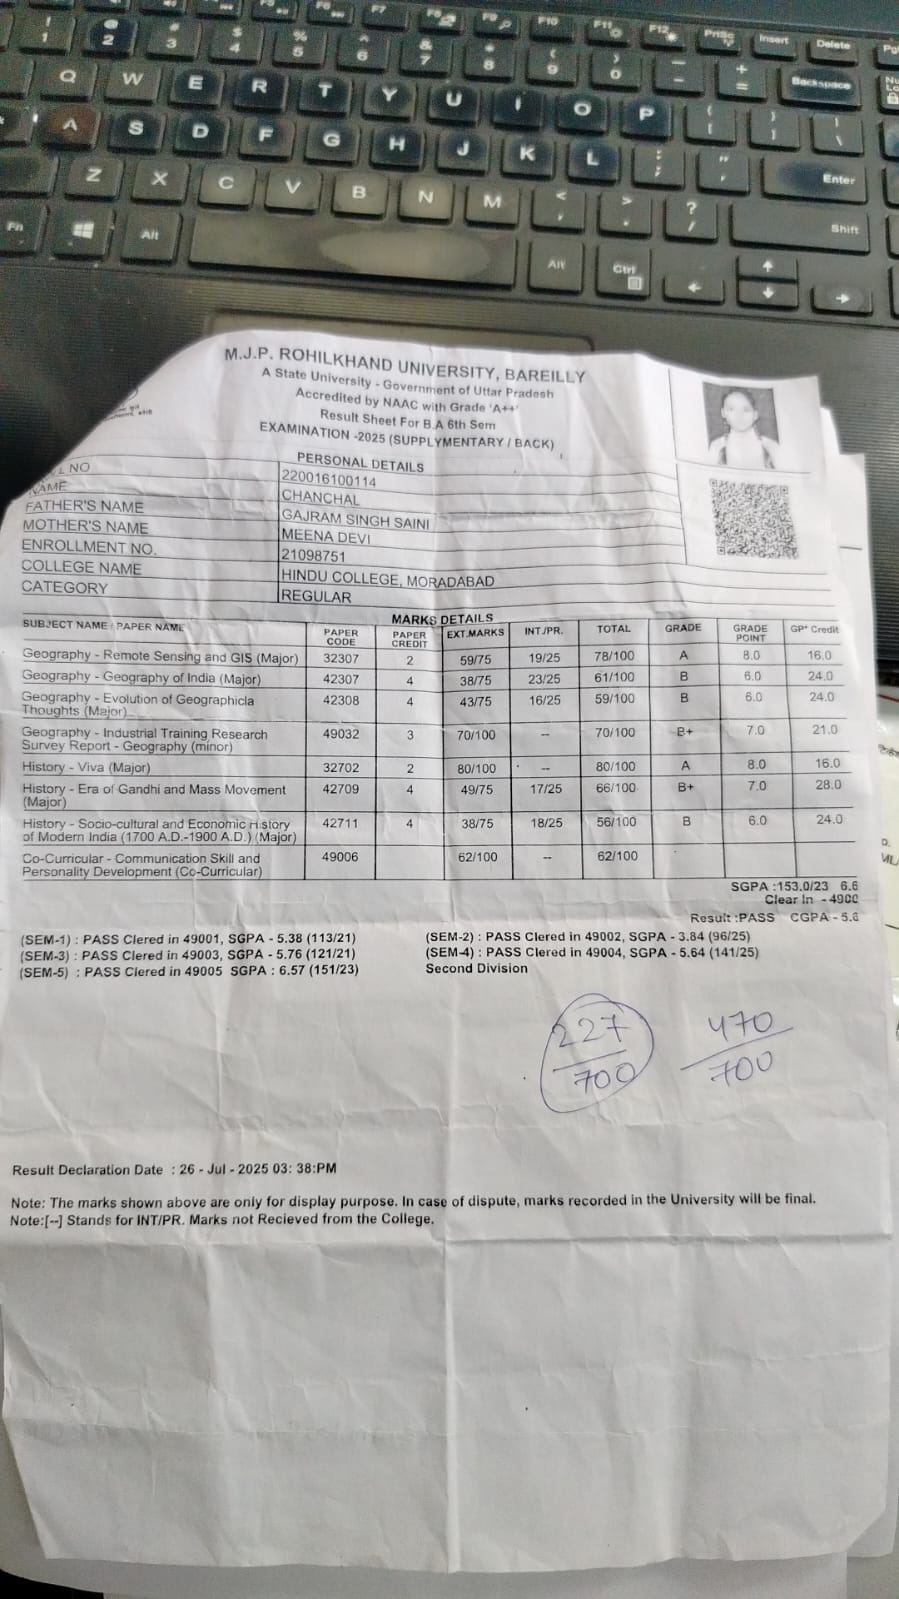 M.J.P. ROHILKHAND UNIVERSITY, BAREILLY
A State University - Government of Uttar Pradesh
Accredited by NAAC with Grade 'A++'
Result Sheet For B.A 6th Sem
EXAMINATION -2025 (SUPPLYMENTARY / BACK)
PERSONAL DETAILS
L NO 220016100114
NAME CHANCHAL
FATHER'S NAME GAJRAM SINGH SAINI
MOTHER'S NAME MEENA DEVI
ENROLLMENT NO. 21098751
COLLEGE NAME HINDU COLLEGE, MORADABAD
CATEGORY REGULAR
MARKS DETAILS
SUBJECT NAME / PAPER NAME PAPER CODE PAPER CREDIT EXT.MARKS INT./PR. TOTAL GRADE GRADE POINT GP* Credit
Geography - Remote Sensing and GIS (Major) 32307 2 59/75 19/25 78/100 A 8.0 16.0
Geography - Geography of India (Major) 42307 4 38/75 23/25 61/100 B 6.0 24.0
Geography - Evolution of Geographicla Thoughts (Major) 42308 4 43/75 16/25 59/100 B 6.0 24.0
Geography - Industrial Training Research Survey Report - Geography (minor) 49032 3 70/100 -- 70/100 B+ 7.0 21.0
History - Viva (Major) 32702 2 80/100 -- 80/100 A 8.0 16.0
History - Era of Gandhi and Mass Movement (Major) 42709 4 49/75 17/25 66/100 B+ 7.0 28.0
History - Socio-cultural and Economic History of Modern India (1700 A.D.-1900 A.D.) (Major) 42711 4 38/75 18/25 56/100 B 6.0 24.0
Co-Curricular - Communication Skill and Personality Development (Co-Curricular) 49006 62/100 -- 62/100
SGPA :153.0/23 6.6
Clear In - 4900
Result :PASS CGPA - 5.6
(SEM-1) : PASS Clered in 49001, SGPA - 5.38 (113/21) (SEM-2) : PASS Clered in 49002, SGPA - 3.84 (96/25)
(SEM-3) : PASS Clered in 49003, SGPA - 5.76 (121/21) (SEM-4) : PASS Clered in 49004, SGPA - 5.64 (141/25)
(SEM-5) : PASS Clered in 49005 SGPA : 6.57 (151/23) Second Division
227 470
700 700
Result Declaration Date : 26 - Jul - 2025 03: 38:PM
Note: The marks shown above are only for display purpose. In case of dispute, marks recorded in the University will be final.
Note:[--] Stands for INT/PR. Marks not Recieved from the College.